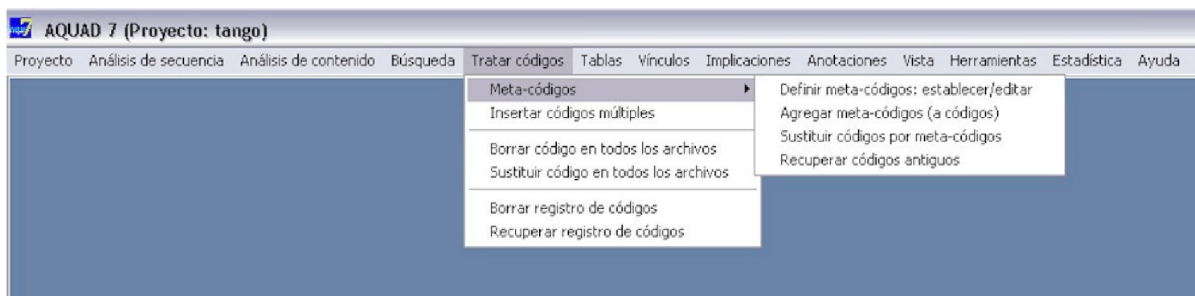 AQUAD 7 (Proyecto: tango)
Proyecto Análisis de secuencia Análisis de contenido Búsqueda Tratar códigos Tablas Vínculos Implicaciones Anotaciones Vista Herramientas Estadística Ayuda
Meta-códigos
Insertar códigos múltiples
Borrar código en todos los archivos
Sustituir código en todos los archivos
Borrar registro de códigos
Recuperar registro de códigos
Definir meta-códigos: establecer/editar
Agregar meta-códigos (a códigos)
Sustituir códigos por meta-códigos
Recuperar códigos antiguos